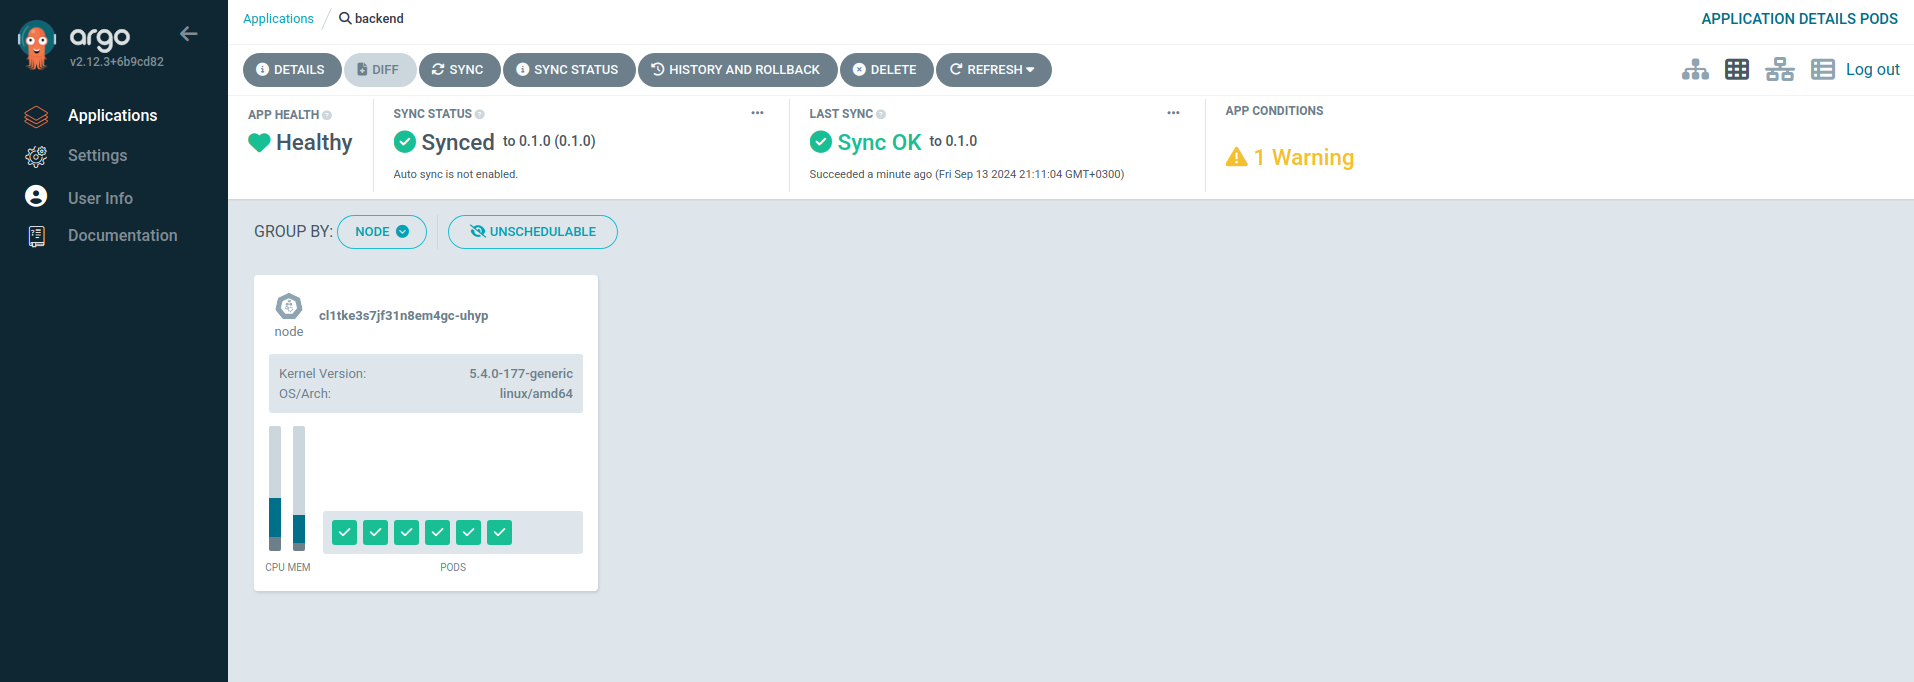 argo
v2.12.3+6b9cd82
Applications
Settings
User Info
Documentation
Applications / backend
APPLICATION DETAILS PODS
DETAILS DIFF SYNC SYNC STATUS HISTORY AND ROLLBACK DELETE REFRESH
Log out
APP HEALTH
Healthy
SYNC STATUS
Synced to 0.1.0 (0.1.0)
Auto sync is not enabled.
LAST SYNC
Sync OK to 0.1.0
Succeeded a minute ago (Fri Sep 13 2024 21:11:04 GMT+0300)
APP CONDITIONS
1 Warning
GROUP BY: NODE UNSCHEDULABLE
node
cl1tke3s7jf31n8em4gc-uhyp
Kernel Version: 5.4.0-177-generic
OS/Arch: linux/amd64
CPU MEM PODS